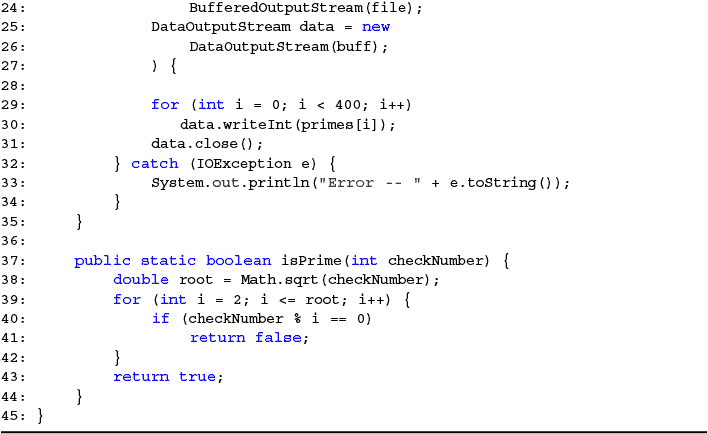 24:                 BufferedOutputStream(file);
25:             DataOutputStream data = new
26:                 DataOutputStream(buff);
27:             ) {
28:
29:             for (int i = 0; i < 400; i++)
30:                data.writeInt(primes[i]);
31:             data.close();
32:         } catch (IOException e) {
33:             System.out.println("Error -- " + e.toString());
34:         }
35:     }
36:
37:     public static boolean isPrime(int checkNumber) {
38:         double root = Math.sqrt(checkNumber);
39:         for (int i = 2; i <= root; i++) {
40:             if (checkNumber % i == 0)
41:                 return false;
42:         }
43:         return true;
44:     }
45: }